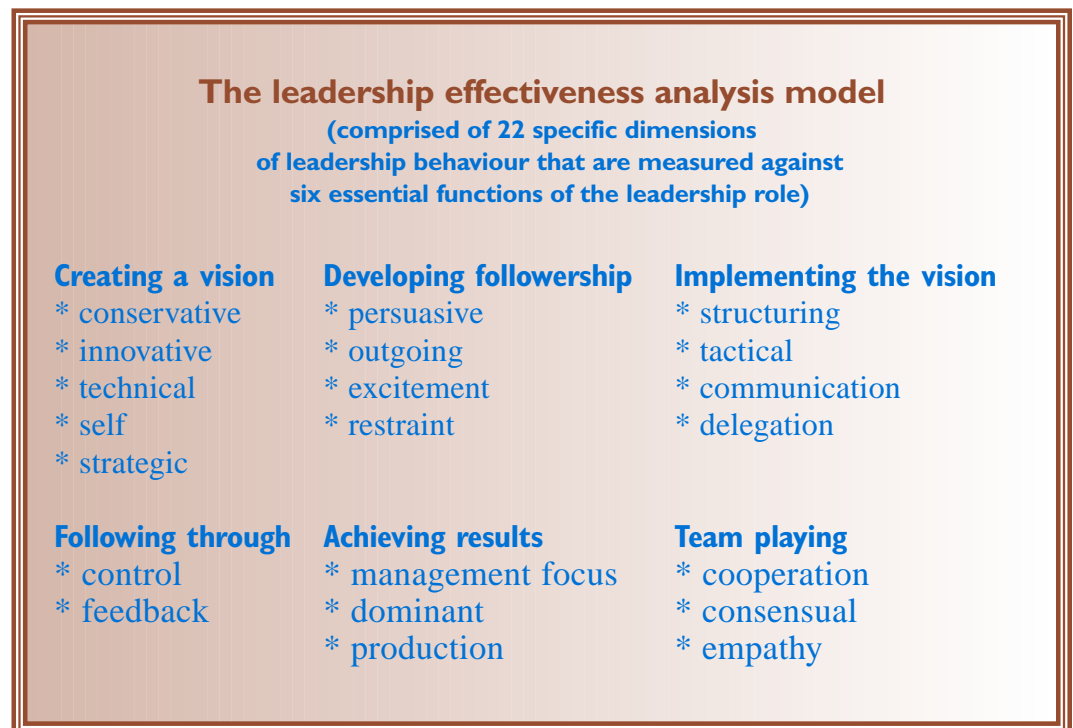 The leadership effectiveness analysis model
(comprised of 22 specific dimensions
of leadership behaviour that are measured against
six essential functions of the leadership role)
Creating a vision
* conservative
* innovative
* technical
* self
* strategic
Developing followership
* persuasive
* outgoing
* excitement
* restraint
Implementing the vision
* structuring
* tactical
* communication
* delegation
Following through
* control
* feedback
Achieving results
* management focus
* dominant
* production
Team playing
* cooperation
* consensual
* empathy